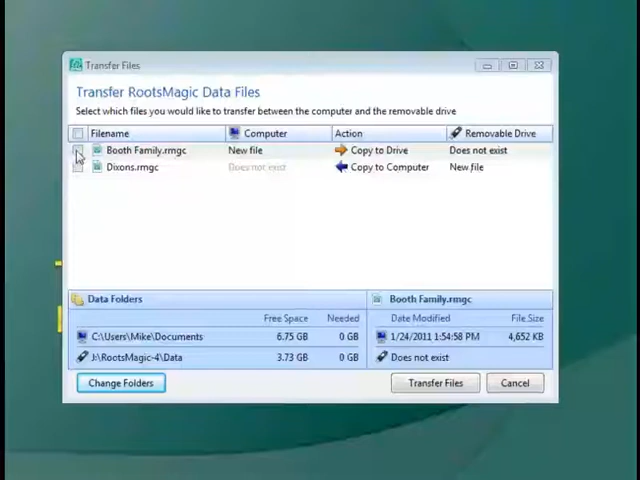 Transfer Files
Transfer RootsMagic Data Files
Select which files you would like to transfer between the computer and the removable drive
Filename Computer Action Removable Drive
Booth Family.rmgc New file Copy to Drive Does not exist
Dixons.rmgc Does not exist Copy to Computer New file
Data Folders Booth Family.rmgc
Free Space Needed Date Modified File Size
C:\Users\Mike\Documents 6.75 GB 0 GB 1/24/2011 1:54:58 PM 4,652 KB
J:\RootsMagic-4\Data 3.73 GB 0 GB Does not exist
Change Folders Transfer Files Cancel